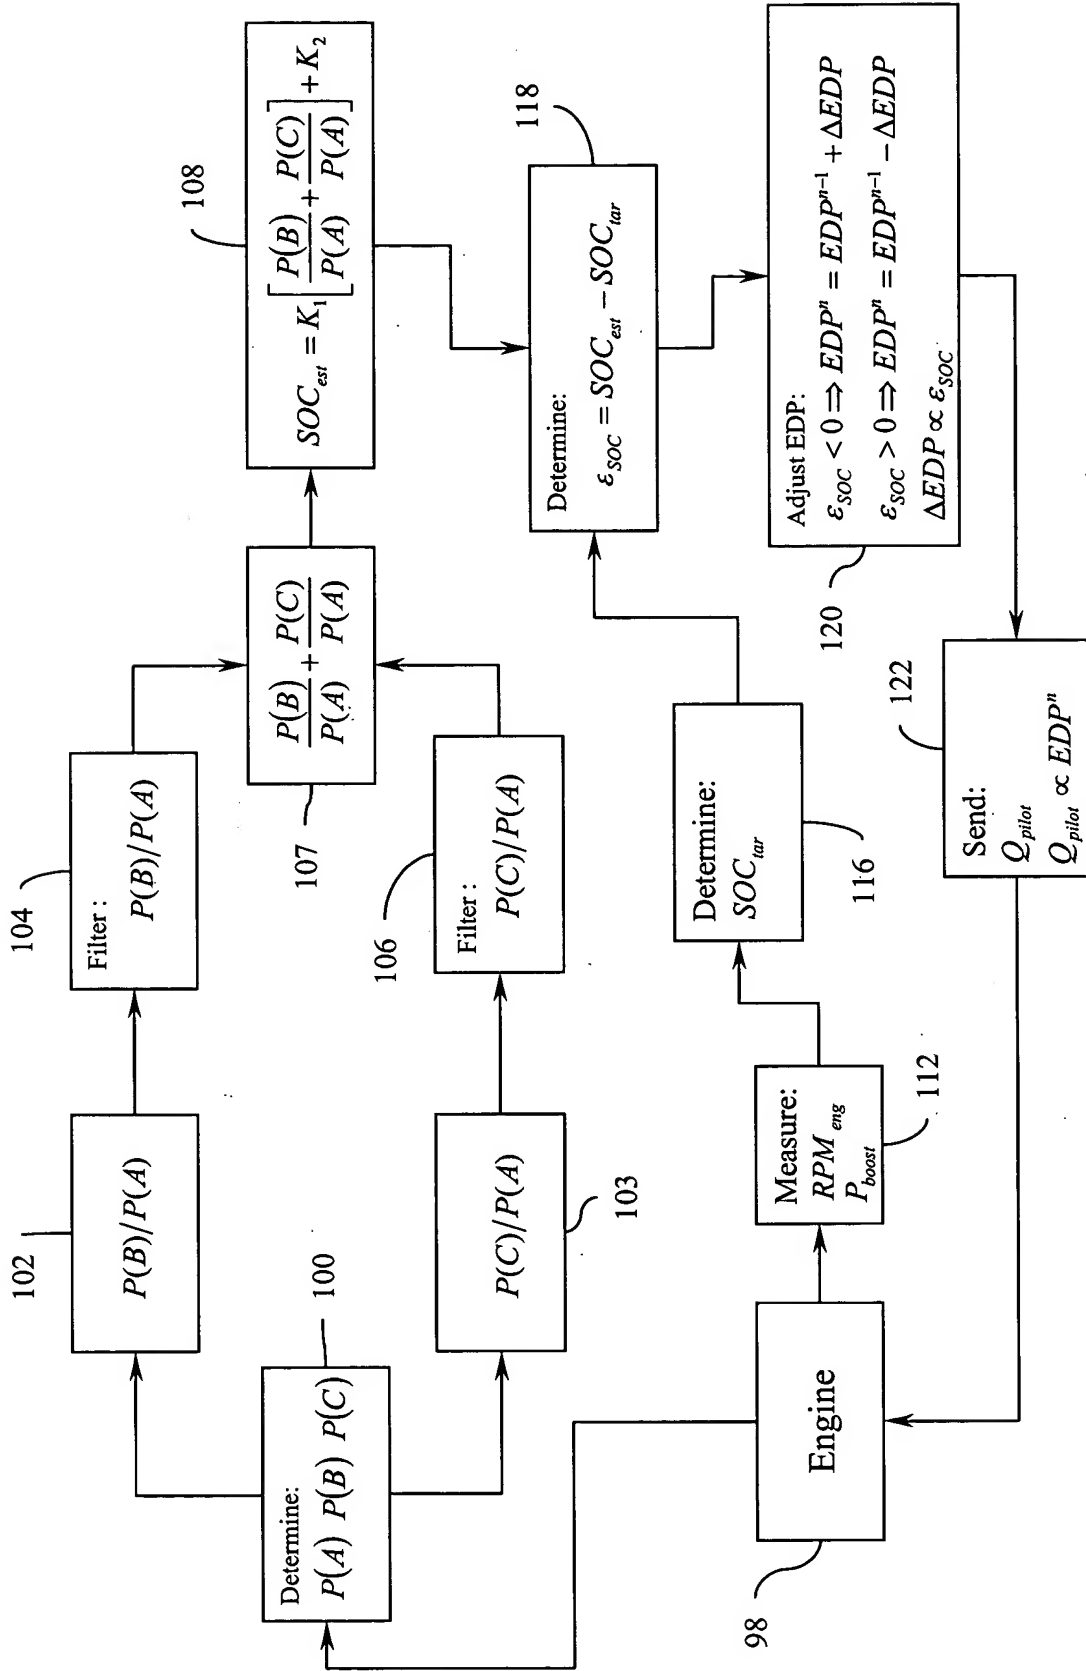 98
Engine
Determine:
P(A) P(B) P(C)
100
102
P(B)/P(A)
104
Filter :
P(B)/P(A)
P(C)/P(A)
103
106
Filter :
P(C)/P(A)
107
P(B)/P(A) + P(C)/P(A)
108
SOC_est = K_1 [P(B)/P(A) + P(C)/P(A)] + K_2
Measure:
RPM_eng
P_boost
112
Determine:
SOC_tar
116
118
Determine:
ε_SOC = SOC_est − SOC_tar
120
Adjust EDP:
ε_SOC < 0 ⇒ EDP^n = EDP^{n−1} + ΔEDP
ε_SOC > 0 ⇒ EDP^n = EDP^{n−1} − ΔEDP
ΔEDP ∝ ε_SOC
122
Send:
Q_pilot
Q_pilot ∝ EDP^n